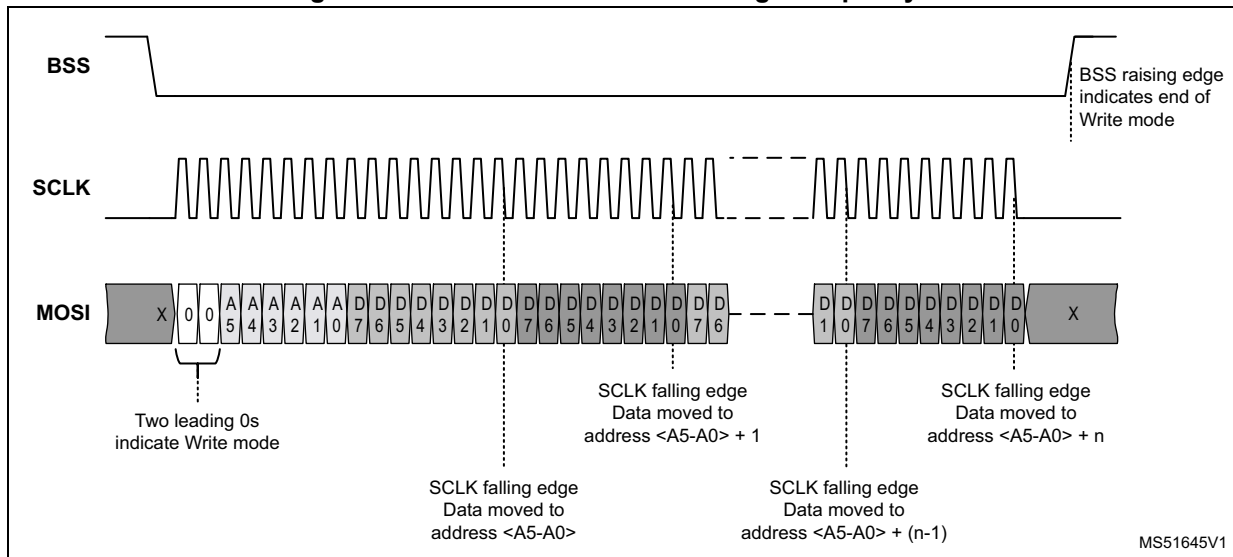 BSS
BSS raising edge
indicates end of
Write mode
SCLK
MOSI
X 0 0 A5 A4 A3 A2 A1 A0 D7 D6 D5 D4 D3 D2 D1 D0 D7 D6 D5 D4 D3 D2 D1 D0 D7 D6 D1 D0 D7 D6 D5 D4 D3 D2 D1 D0 X
Two leading 0s
indicate Write mode
SCLK falling edge
Data moved to
address <A5-A0> + 1
SCLK falling edge
Data moved to
address <A5-A0> + n
SCLK falling edge
Data moved to
address <A5-A0>
SCLK falling edge
Data moved to
address <A5-A0> + (n-1)
MS51645V1